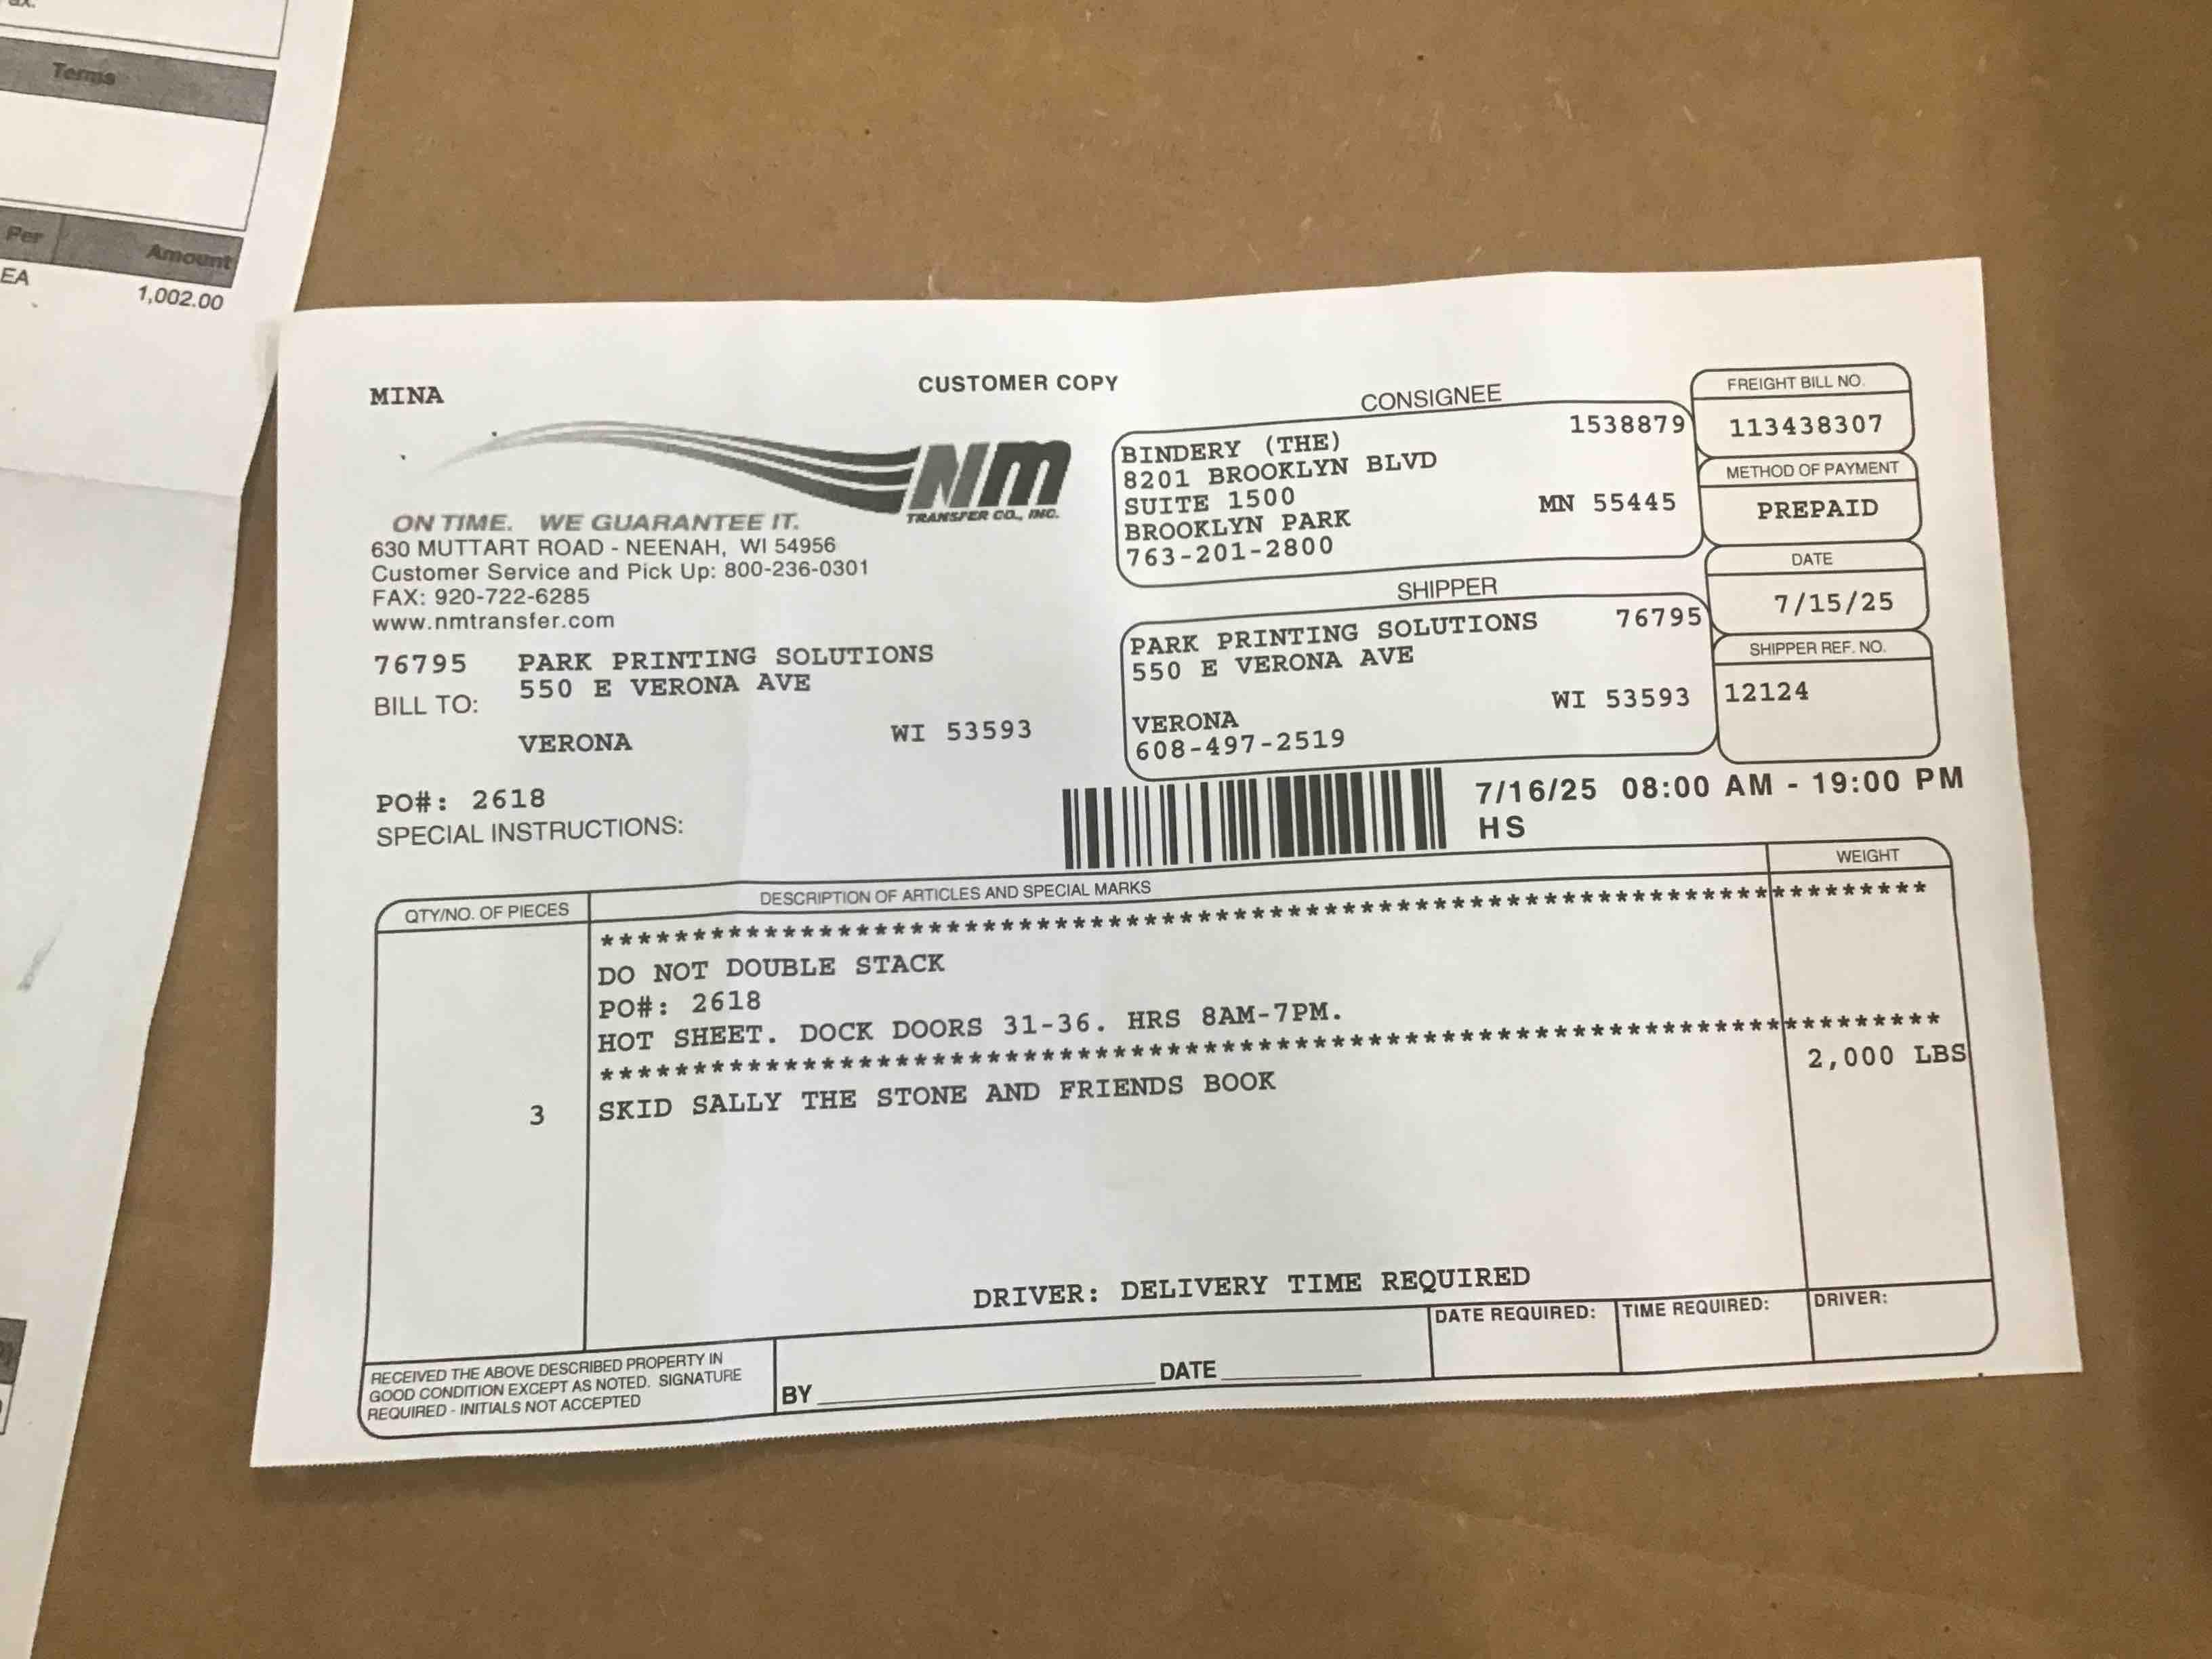 Terms
Per Amount
EA 1,002.00
MINA
CUSTOMER COPY
NM
TRANSFER CO., INC.
ON TIME. WE GUARANTEE IT.
630 MUTTART ROAD - NEENAH, WI 54956
Customer Service and Pick Up: 800-236-0301
FAX: 920-722-6285
www.nmtransfer.com
76795 PARK PRINTING SOLUTIONS
550 E VERONA AVE
BILL TO:
VERONA WI 53593
PO#: 2618
SPECIAL INSTRUCTIONS:
CONSIGNEE
1538879
BINDERY (THE)
8201 BROOKLYN BLVD
SUITE 1500 MN 55445
BROOKLYN PARK
763-201-2800
SHIPPER
PARK PRINTING SOLUTIONS 76795
550 E VERONA AVE
WI 53593
VERONA
608-497-2519
FREIGHT BILL NO.
113438307
METHOD OF PAYMENT
PREPAID
DATE
7/15/25
SHIPPER REF. NO.
12124
7/16/25 08:00 AM - 19:00 PM
HS
QTY/NO. OF PIECES DESCRIPTION OF ARTICLES AND SPECIAL MARKS WEIGHT
************************************************************************
DO NOT DOUBLE STACK
PO#: 2618
HOT SHEET. DOCK DOORS 31-36. HRS 8AM-7PM.
************************************************************************
3 SKID SALLY THE STONE AND FRIENDS BOOK 2,000 LBS
DRIVER: DELIVERY TIME REQUIRED
RECEIVED THE ABOVE DESCRIBED PROPERTY IN
GOOD CONDITION EXCEPT AS NOTED. SIGNATURE
REQUIRED - INITIALS NOT ACCEPTED
BY DATE
DATE REQUIRED: TIME REQUIRED: DRIVER: